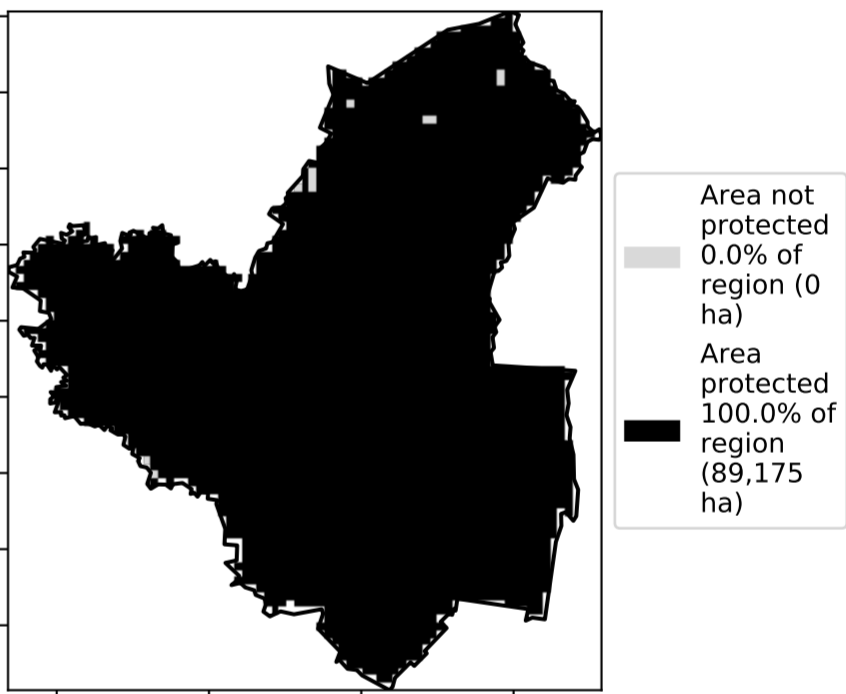 Area not
protected
0.0% of
region (0
ha)
Area
protected
100.0% of
region
(89,175
ha)